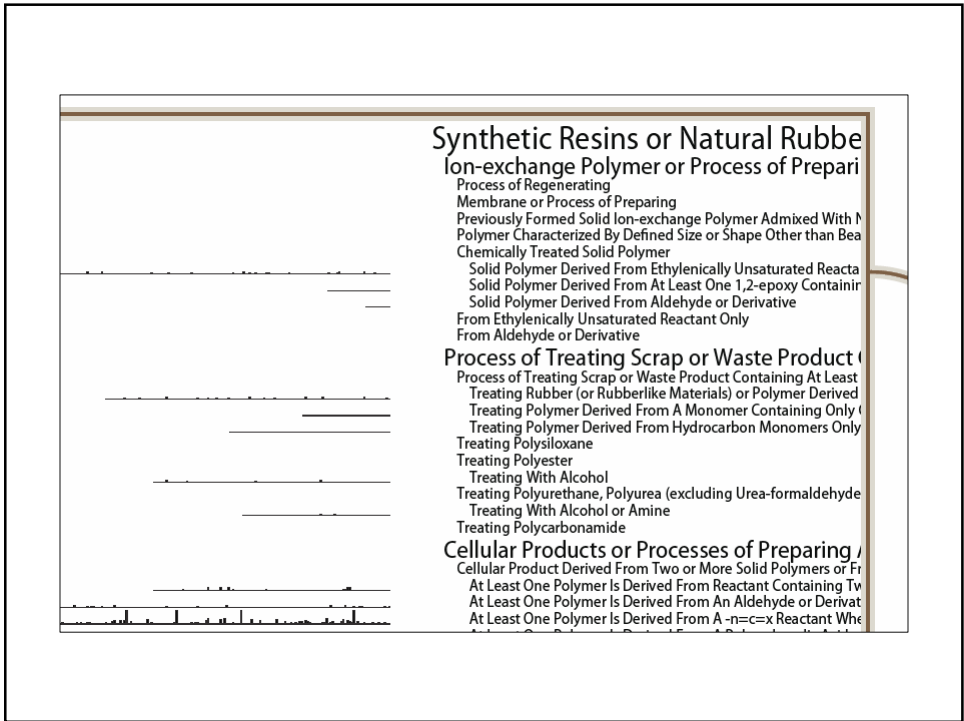 Synthetic Resins or Natural Rubbe
Ion-exchange Polymer or Process of Prepari
Process of Regenerating
Membrane or Process of Preparing
Previously Formed Solid Ion-exchange Polymer Admixed With N
Polymer Characterized By Defined Size or Shape Other than Bea
Chemically Treated Solid Polymer
Solid Polymer Derived From Ethylenically Unsaturated Reacta
Solid Polymer Derived From At Least One 1,2-epoxy Containin
Solid Polymer Derived From Aldehyde or Derivative
From Ethylenically Unsaturated Reactant Only
From Aldehyde or Derivative
Process of Treating Scrap or Waste Product
Process of Treating Scrap or Waste Product Containing At Least
Treating Rubber (or Rubberlike Materials) or Polymer Derived
Treating Polymer Derived From A Monomer Containing Only
Treating Polymer Derived From Hydrocarbon Monomers Only
Treating Polysiloxane
Treating Polyester
Treating With Alcohol
Treating Polyurethane, Polyurea (excluding Urea-formaldehyde
Treating With Alcohol or Amine
Treating Polycarbonamide
Cellular Products or Processes of Preparing
Cellular Product Derived From Two or More Solid Polymers or Fr
At Least One Polymer Is Derived From Reactant Containing Tw
At Least One Polymer Is Derived From An Aldehyde or Derivat
At Least One Polymer Is Derived From A -n=c=x Reactant Whe